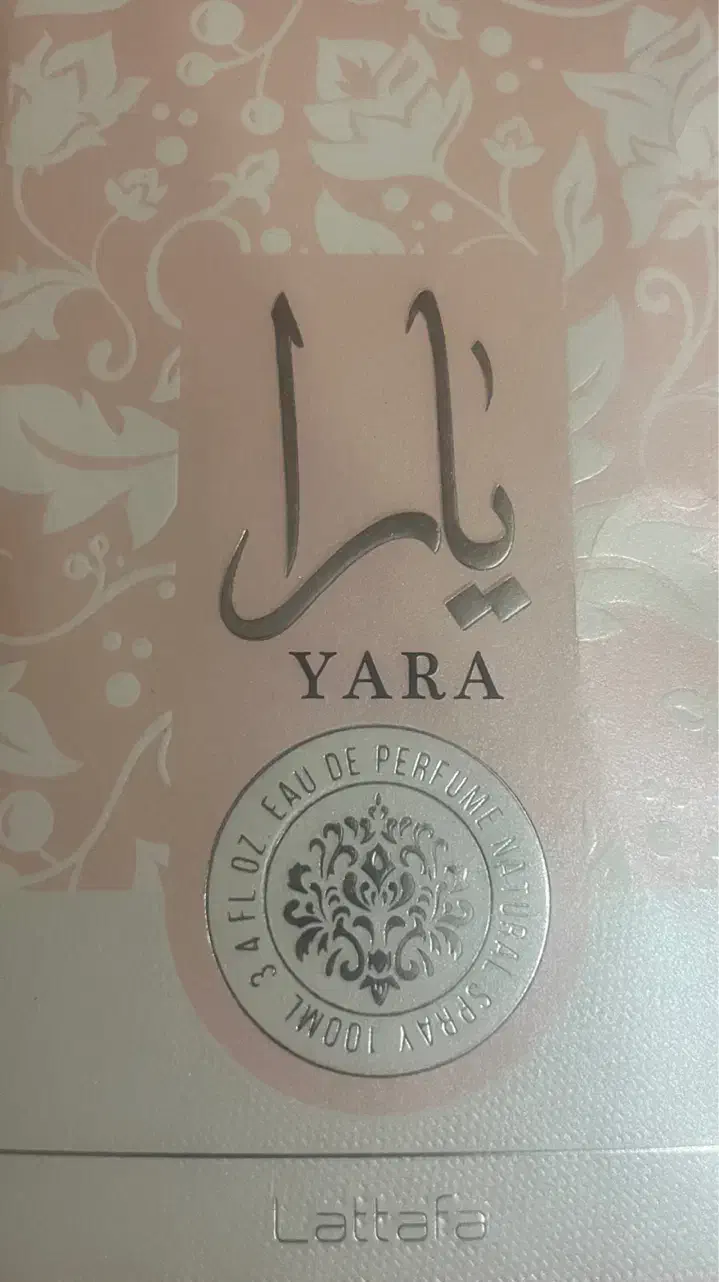 يارا
YARA
EAU DE PERFUME NATURAL SPRAY 100ML 3.4 FL OZ.
Lattafa